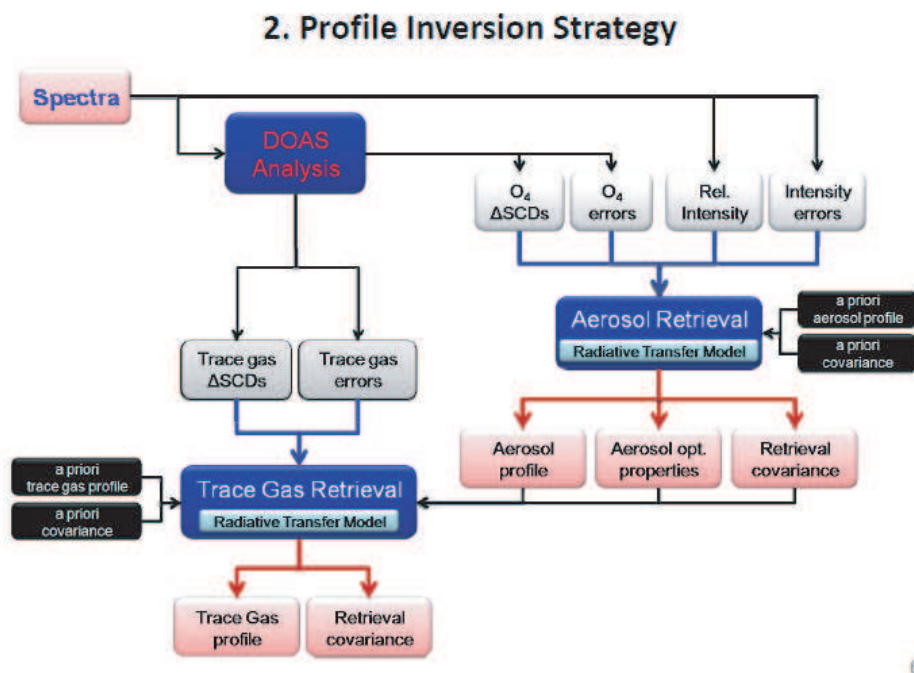 2. Profile Inversion Strategy
Spectra
DOAS
Analysis
O₄
ΔSCDs
O₄
errors
Rel.
Intensity
Intensity
errors
Aerosol Retrieval
Radiative Transfer Model
a priori
aerosol profile
a priori
covariance
Trace gas
ΔSCDs
Trace gas
errors
Aerosol
profile
Aerosol opt.
properties
Retrieval
covariance
a priori
trace gas profile
a priori
covariance
Trace Gas Retrieval
Radiative Transfer Model
Trace Gas
profile
Retrieval
covariance